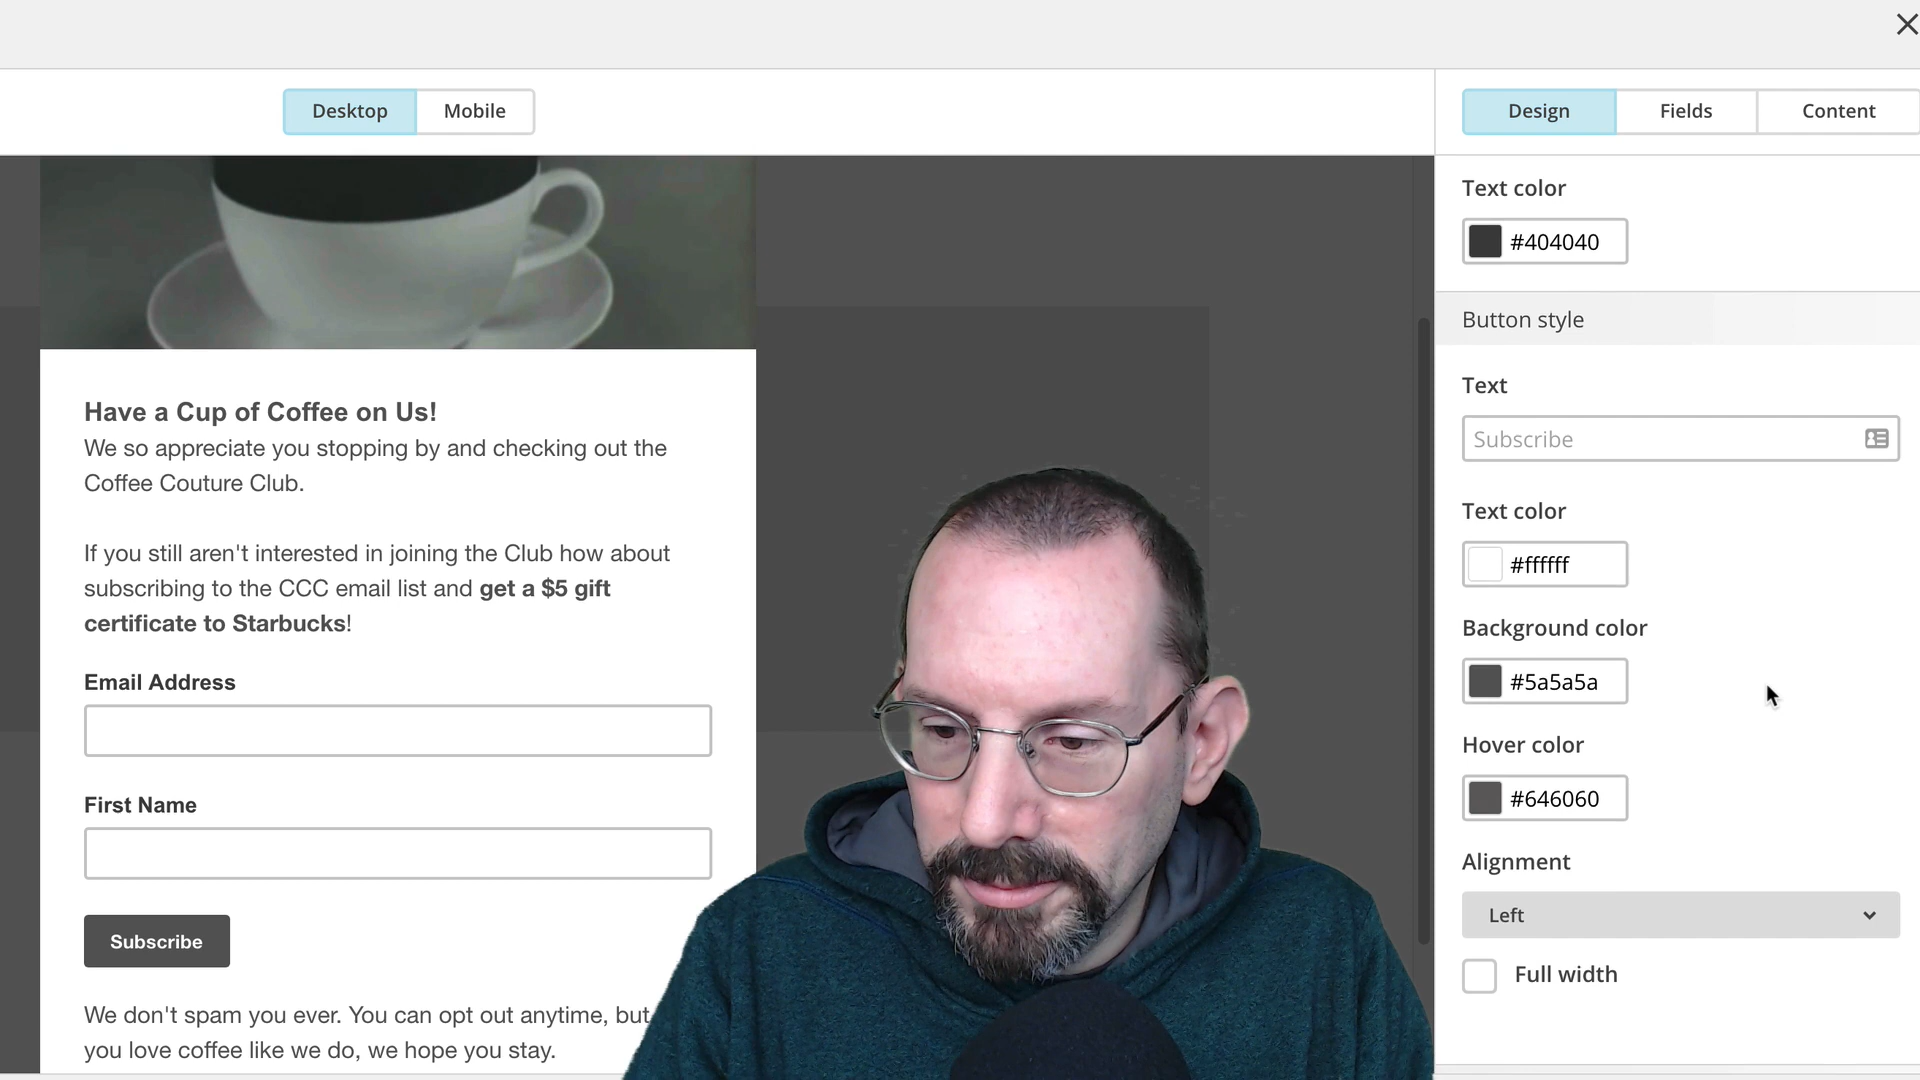 Desktop
Mobile
Design
Fields
Content
Have a Cup of Coffee on Us!
We so appreciate you stopping by and checking out the
Coffee Couture Club.
If you still aren't interested in joining the Club how about
subscribing to the CCC email list and get a $5 gift
certificate to Starbucks!
Email Address
First Name
Subscribe
We don't spam you ever. You can opt out anytime, but
you love coffee like we do, we hope you stay.
Text color
#404040
Button style
Text
Subscribe
Text color
#ffffff
Background color
#5a5a5a
Hover color
#646060
Alignment
Left
Full width